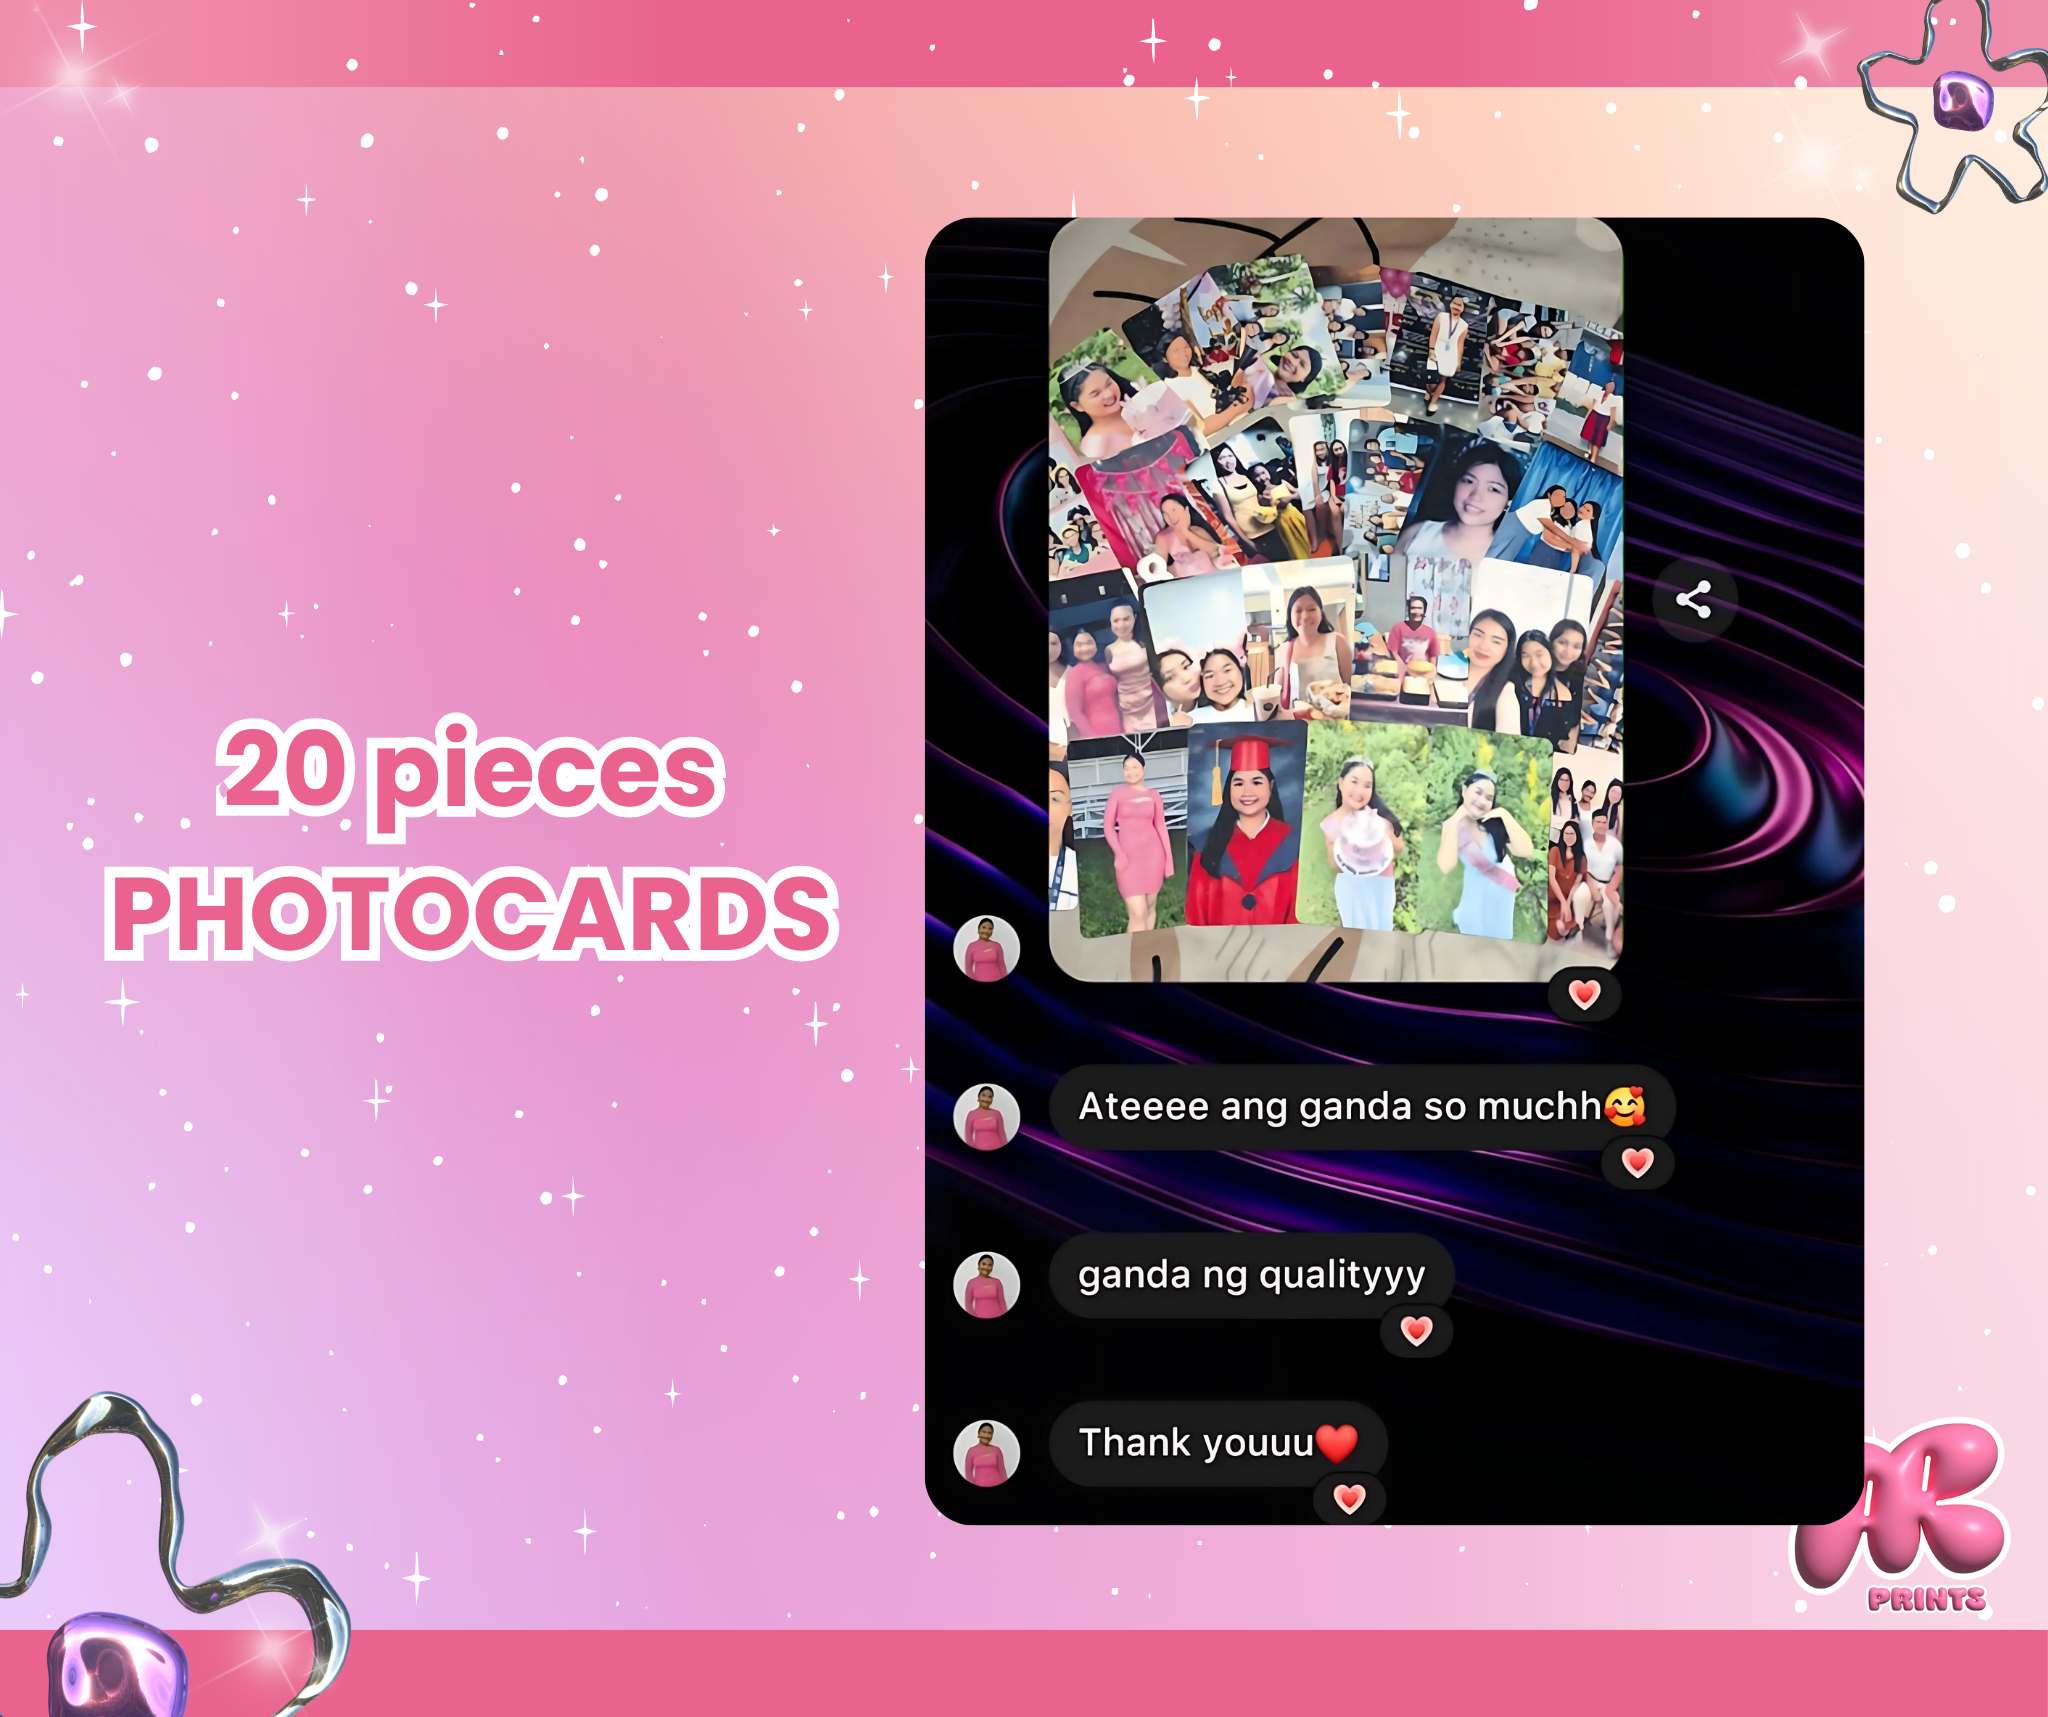 20 pieces
PHOTOCARDS
Ateeee ang ganda so muchh🥰
ganda ng qualityyy
Thank youuu❤️
PRINTS